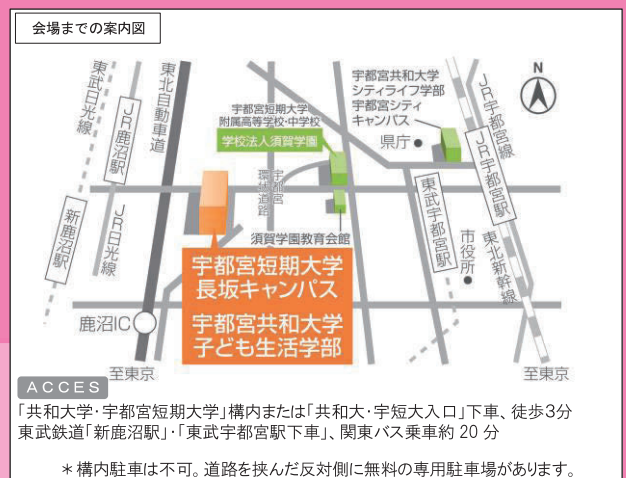 会場までの案内図
東武日光線
JR鹿沼駅
東北自動車道
宇都宮短期大学
附属高等学校・中学校
学校法人須賀学園
宇都宮共和大学
シティライフ学部
宇都宮シティ
キャンパス
県庁
JR宇都宮線
N
JR宇都宮駅
新鹿沼駅
JR日光線
宇都宮
環状道路
東武宇都宮駅
市役所
東北新幹線
須賀学園教育会館
宇都宮短期大学
長坂キャンパス
宇都宮共和大学
子ども生活学部
鹿沼IC
至東京
至東京
ACCES
「共和大学・宇都宮短期大学」構内または「共和大・宇短大入口」下車、徒歩3分
東武鉄道「新鹿沼駅」・「東武宇都宮駅下車」、関東バス乗車約 20 分
＊構内駐車は不可。道路を挟んだ反対側に無料の専用駐車場があります。